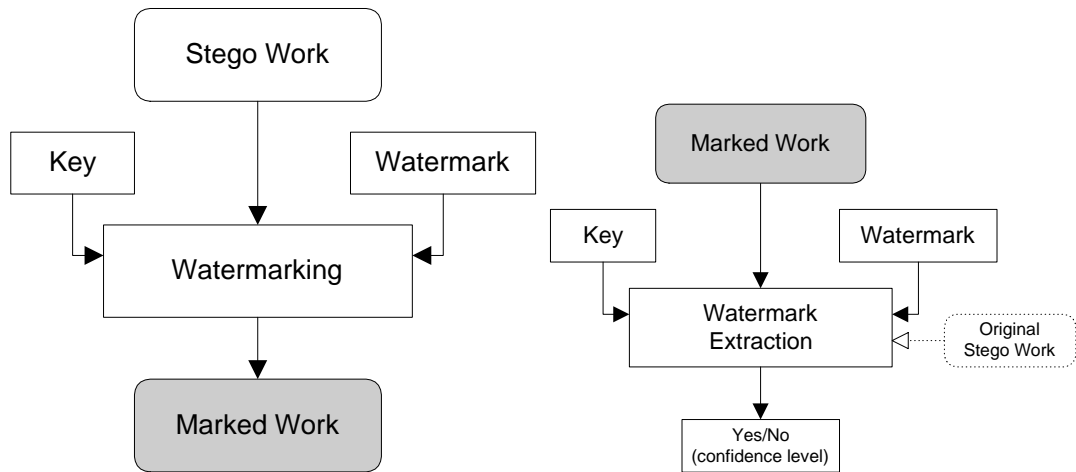 Stego Work
Key
Watermark
Watermarking
Marked Work
Marked Work
Key
Watermark
Watermark
Extraction
Original
Stego Work
Yes/No
(confidence level)